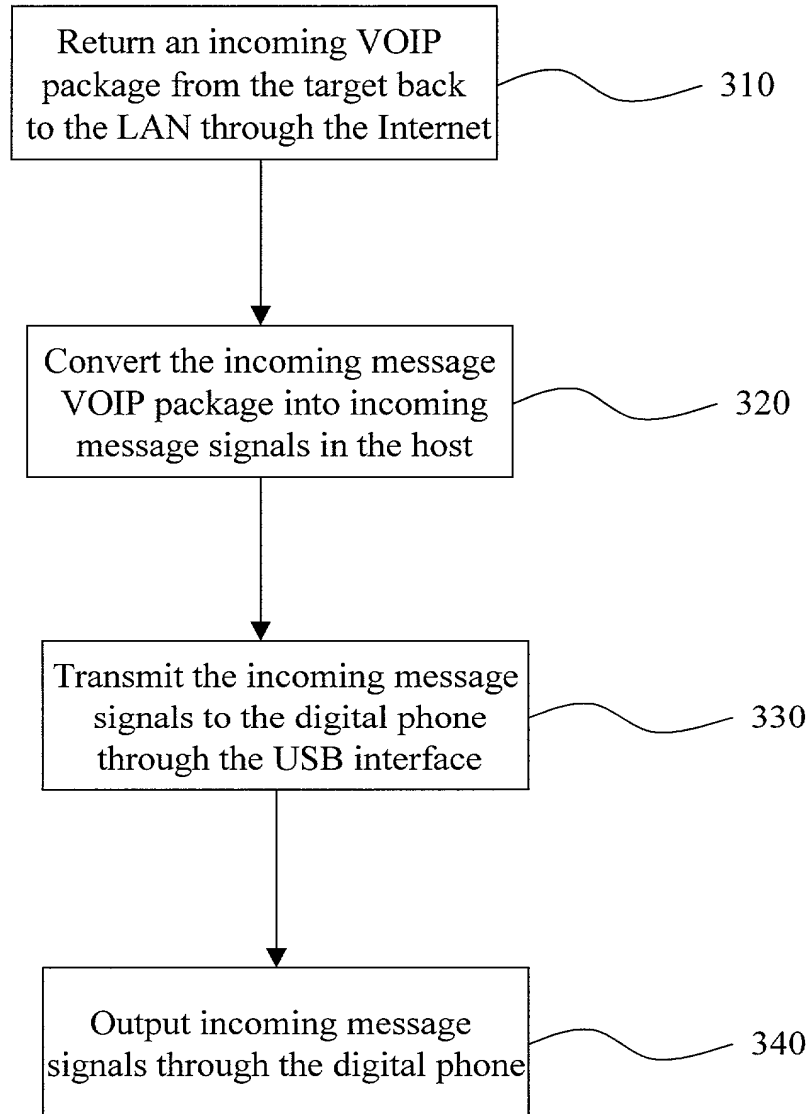 Return an incoming VOIP
package from the target back
to the LAN through the Internet
310
Convert the incoming message
VOIP package into incoming
message signals in the host
320
Transmit the incoming message
signals to the digital phone
through the USB interface
330
Output incoming message
signals through the digital phone
340